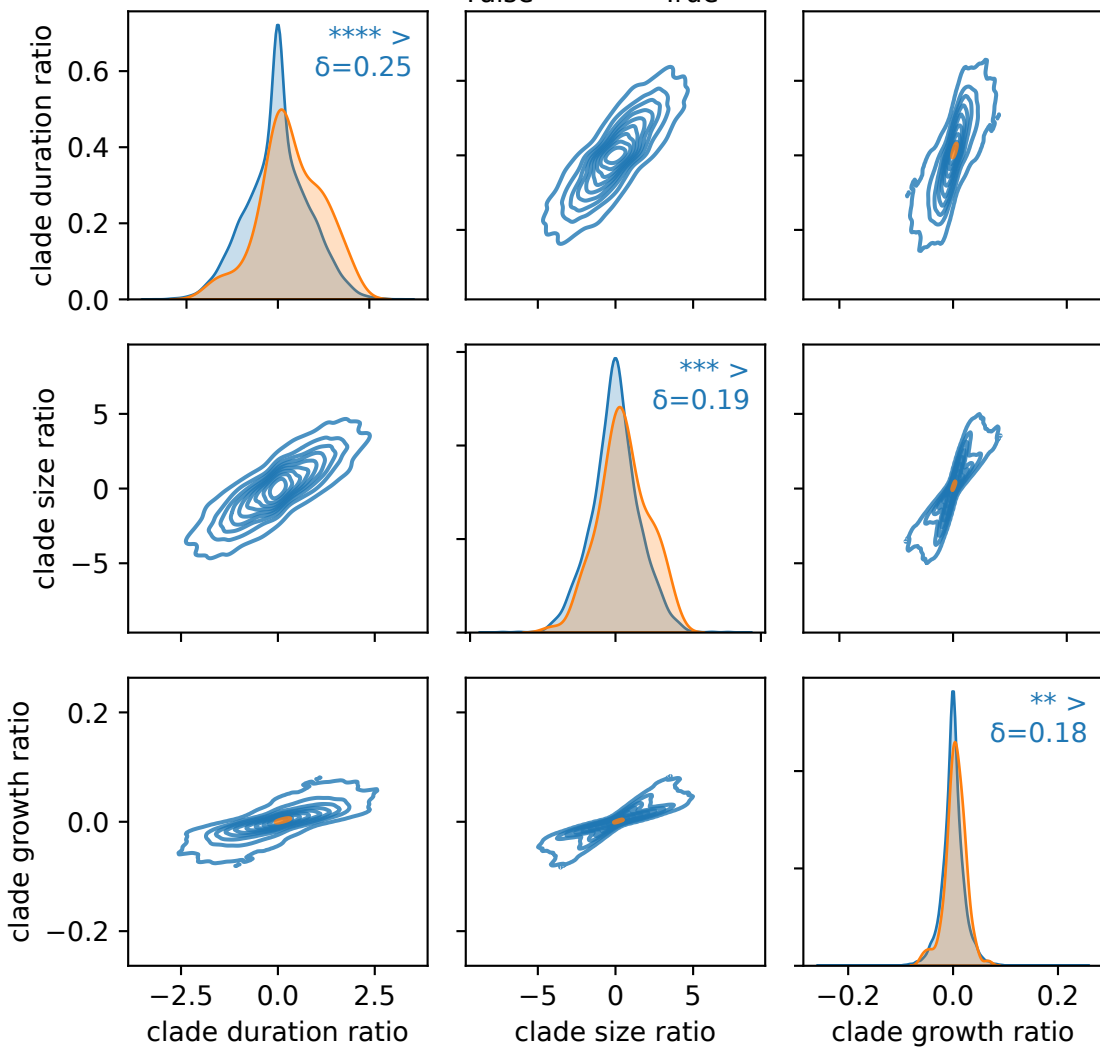 clade duration ratio
0.6
0.4
0.2
0.0
**** >
δ=0.25
clade size ratio
5
0
−5
*** >
δ=0.19
clade growth ratio
0.2
0.0
−0.2
** >
δ=0.18
−2.5 0.0 2.5
−5 0 5
−0.2 0.0 0.2
clade duration ratio
clade size ratio
clade growth ratio